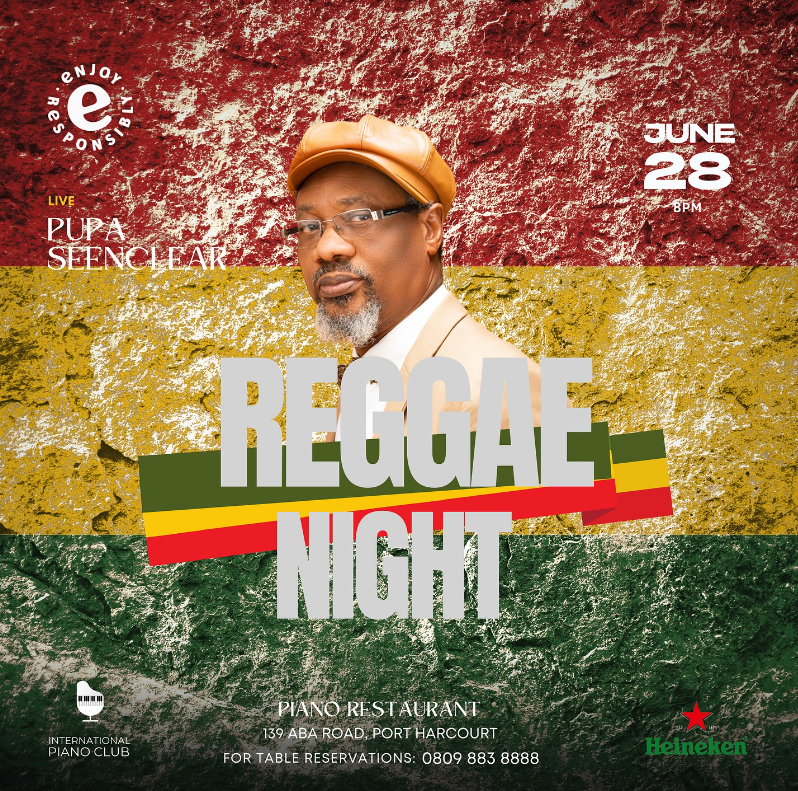 enJOY ResPONSIBLY
e
JUNE
28
8PM
LIVE
PUPA
SEENCLEAR
REGGAE
NIGHT
INTERNATIONAL
PIANO CLUB
PIANO RESTAURANT
139 ABA ROAD, PORT HARCOURT
FOR TABLE RESERVATIONS: 0809 883 8888
Heineken